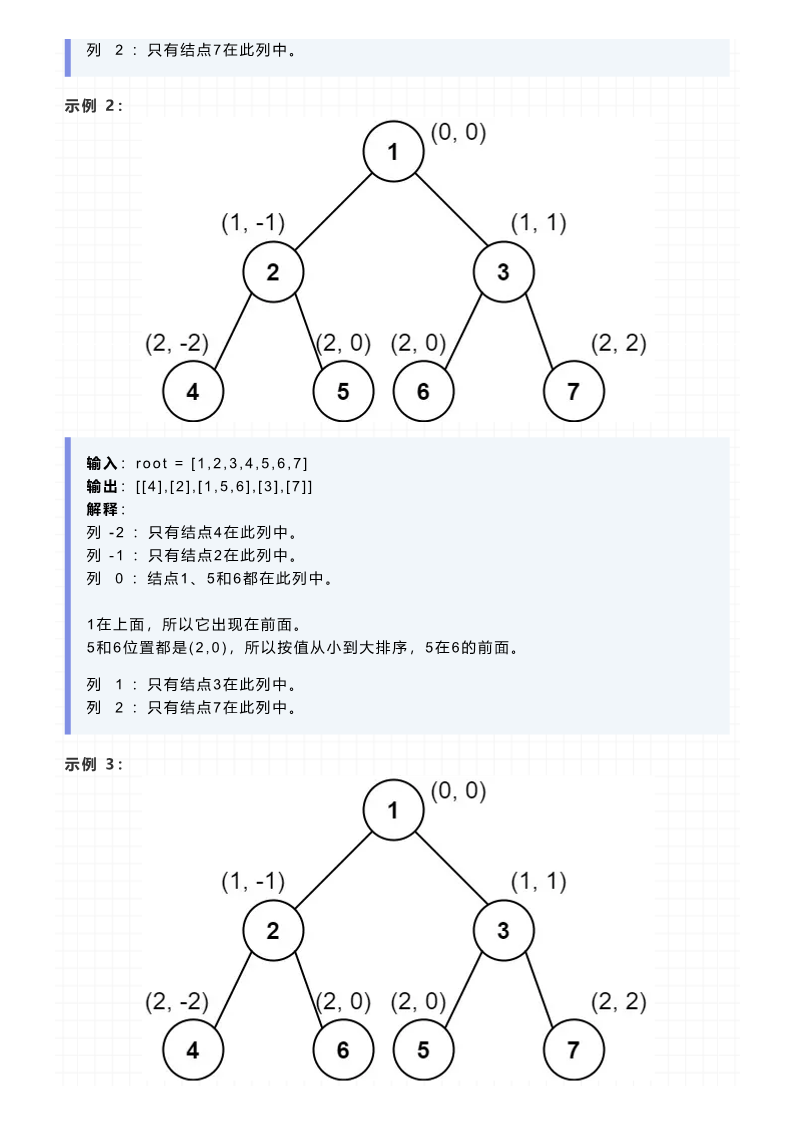 列  2 ：只有结点7在此列中。
示例 2：
(0, 0)
1
(1, -1) (1, 1)
2 3
(2, -2) (2, 0) (2, 0) (2, 2)
4 5 6 7
输入：root = [1,2,3,4,5,6,7]
输出：[[4],[2],[1,5,6],[3],[7]]
解释：
列 -2 ：只有结点4在此列中。
列 -1 ：只有结点2在此列中。
列  0 ：结点1、5和6都在此列中。
1在上面，所以它出现在前面。
5和6位置都是(2,0)，所以按值从小到大排序，5在6的前面。
列  1 ：只有结点3在此列中。
列  2 ：只有结点7在此列中。
示例 3：
(0, 0)
1
(1, -1) (1, 1)
2 3
(2, -2) (2, 0) (2, 0) (2, 2)
4 6 5 7